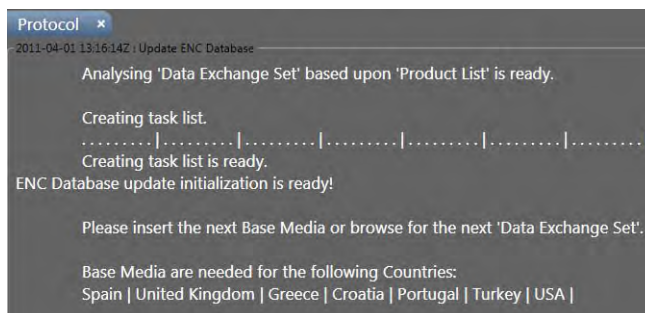 Protocol ×
2011-04-01 13:16:14Z : Update ENC Database
Analysing 'Data Exchange Set' based upon 'Product List' is ready.
Creating task list.
. . . . . . . . . | . . . . . . . . . | . . . . . . . . . | . . . . . . . . . | . . . . . . . . . | . . . . . . . . . | . . . . . . . . .
Creating task list is ready.
ENC Database update initialization is ready!
Please insert the next Base Media or browse for the next 'Data Exchange Set'.
Base Media are needed for the following Countries:
Spain | United Kingdom | Greece | Croatia | Portugal | Turkey | USA |